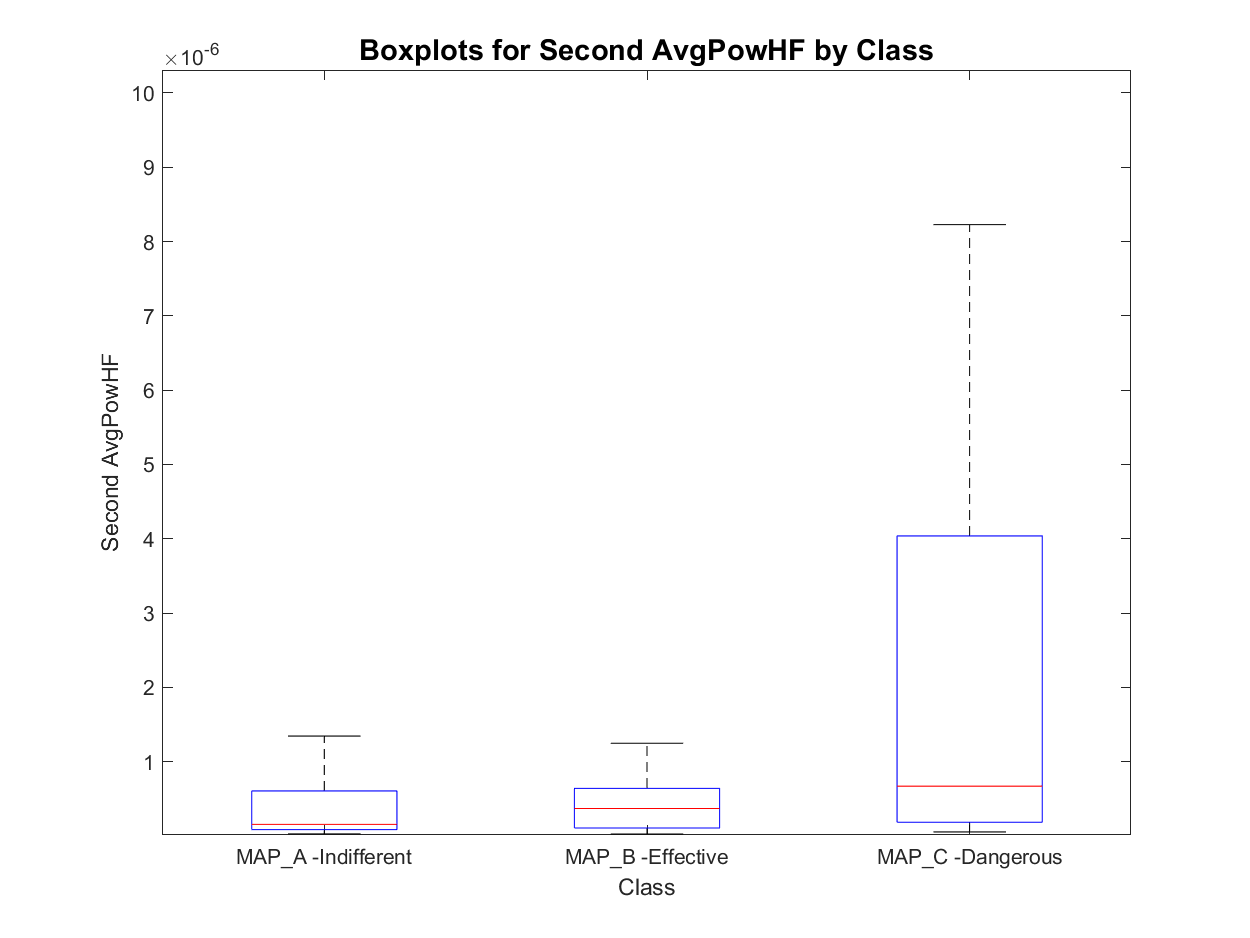 Boxplots for Second AvgPowHF by Class
×10-6
10
9
8
7
6
5
4
3
2
1
Second AvgPowHF
MAP_A -Indifferent
MAP_B -Effective
MAP_C -Dangerous
Class